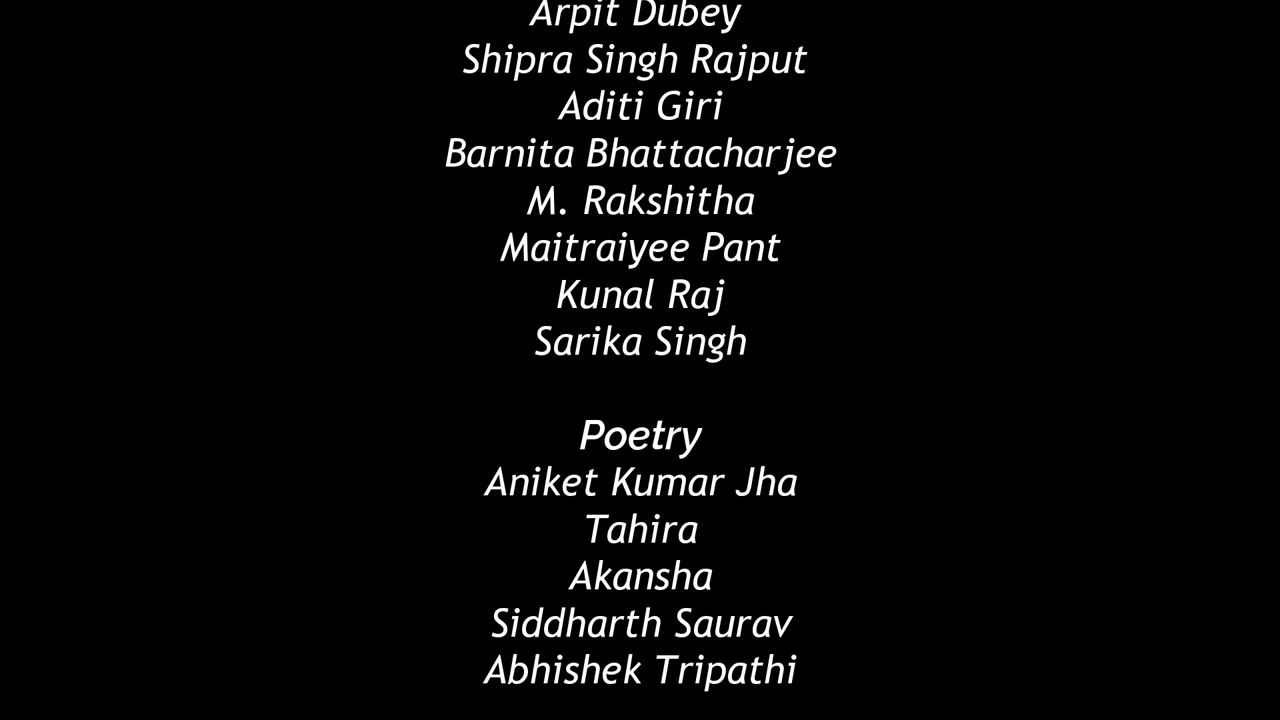 Arpit Dubey
Shipra Singh Rajput
Aditi Giri
Barnita Bhattacharjee
M. Rakshitha
Maitraiyee Pant
Kunal Raj
Sarika Singh
Poetry
Aniket Kumar Jha
Tahira
Akansha
Siddharth Saurav
Abhishek Tripathi